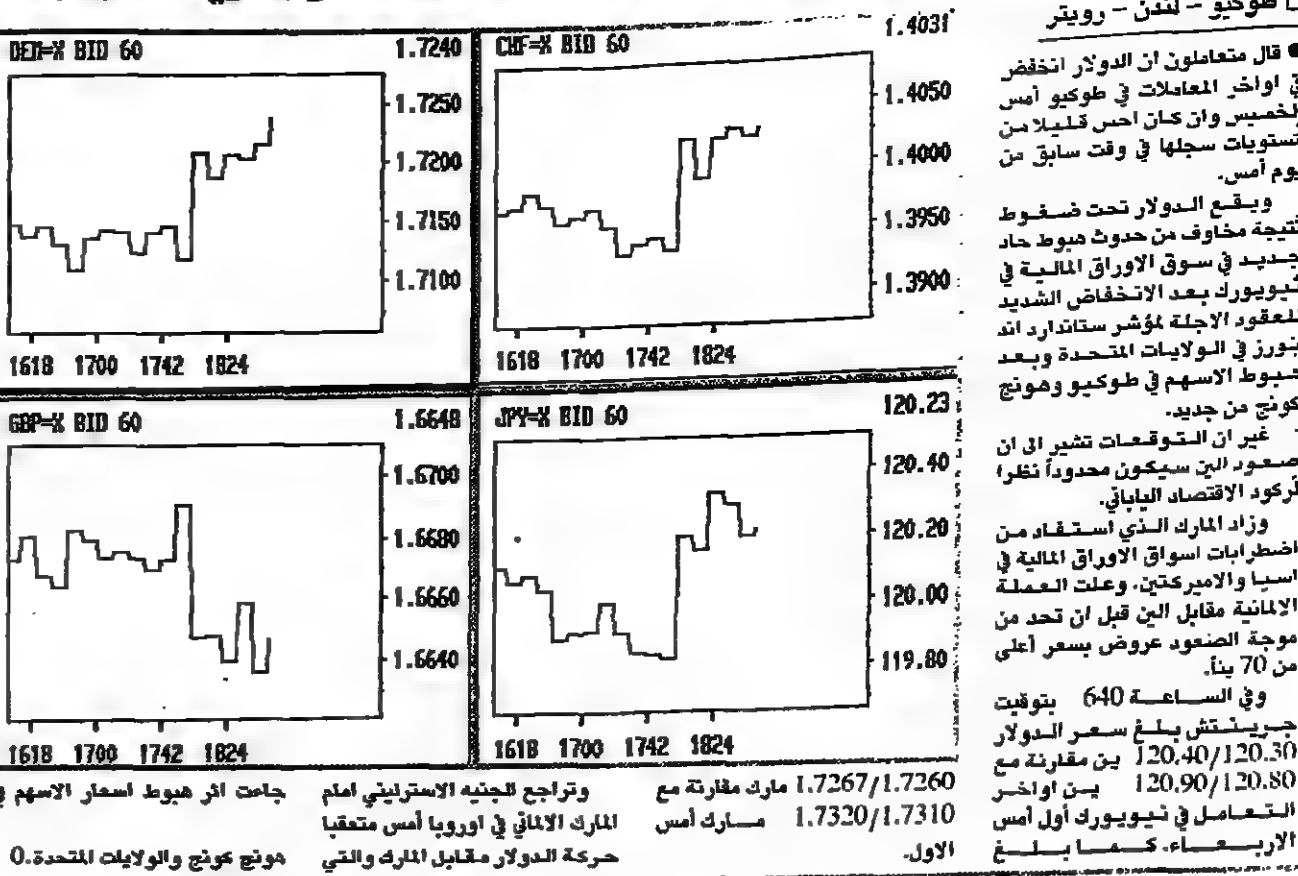 طوكيو – لندن – رويتر
● قال متعاملون ان الدولار انخفض
في اواخر المعاملات في طوكيو أمس
الخميس وان كان احسن قليلا من
مستويات سجلها في وقت سابق من
يوم أمس.
ويقع الدولار تحت ضغوط
نتيجة مخاوف من حدوث هبوط حاد
جديد في سوق الاوراق المالية في
نيويورك بعد الانخفاض الشديد
للعقود الاجلة لمؤشر ستاندارد اند
بورز في الولايات المتحدة وبعد
هبوط الاسهم في طوكيو وهونج
كونج من جديد.
غير ان التوقعات تشير الى ان
صعود الين سيكون محدوداً نظرا
لركود الاقتصاد الياباني.
وزاد المارك الذي استفاد من
اضطرابات اسواق الاوراق المالية في
اسيا والاميركتين. وعلت العملة
الالمانية مقابل الين قبل ان تحد من
موجة الصعود عروض بسعر أعلى
من 70 يناً.
وفي الساعة 640 بتوقيت
جرينتش بلغ سعر الدولار
120.40/120.30 ين مقارنة مع
120.90/120.80 ين اواخر
التعامل في نيويورك أول أمس
الاربعاء. كما بلغ
1.7267/1.7260 مارك مقارنة مع
1.7320/1.7310 مارك أمس
الاول.
وتراجع الجنيه الاسترليني امام
المارك الالماني في اوروبا أمس متعقبا
حركة الدولار مقابل المارك والتي
جاءت اثر هبوط اسعار الاسهم في
هونج كونج والولايات المتحدة.0
DEM=X BID 60
1.7240
1.7250
1.7200
1.7150
1.7100
1618 1700 1742 1824
CHF=X BID 60
1.4031
1.4050
1.4000
1.3950
1.3900
1618 1700 1742 1824
GBP=X BID 60
1.6648
1.6700
1.6680
1.6660
1.6640
1618 1700 1742 1824
JPY=X BID 60
120.23
120.40
120.20
120.00
119.80
1618 1700 1742 1824